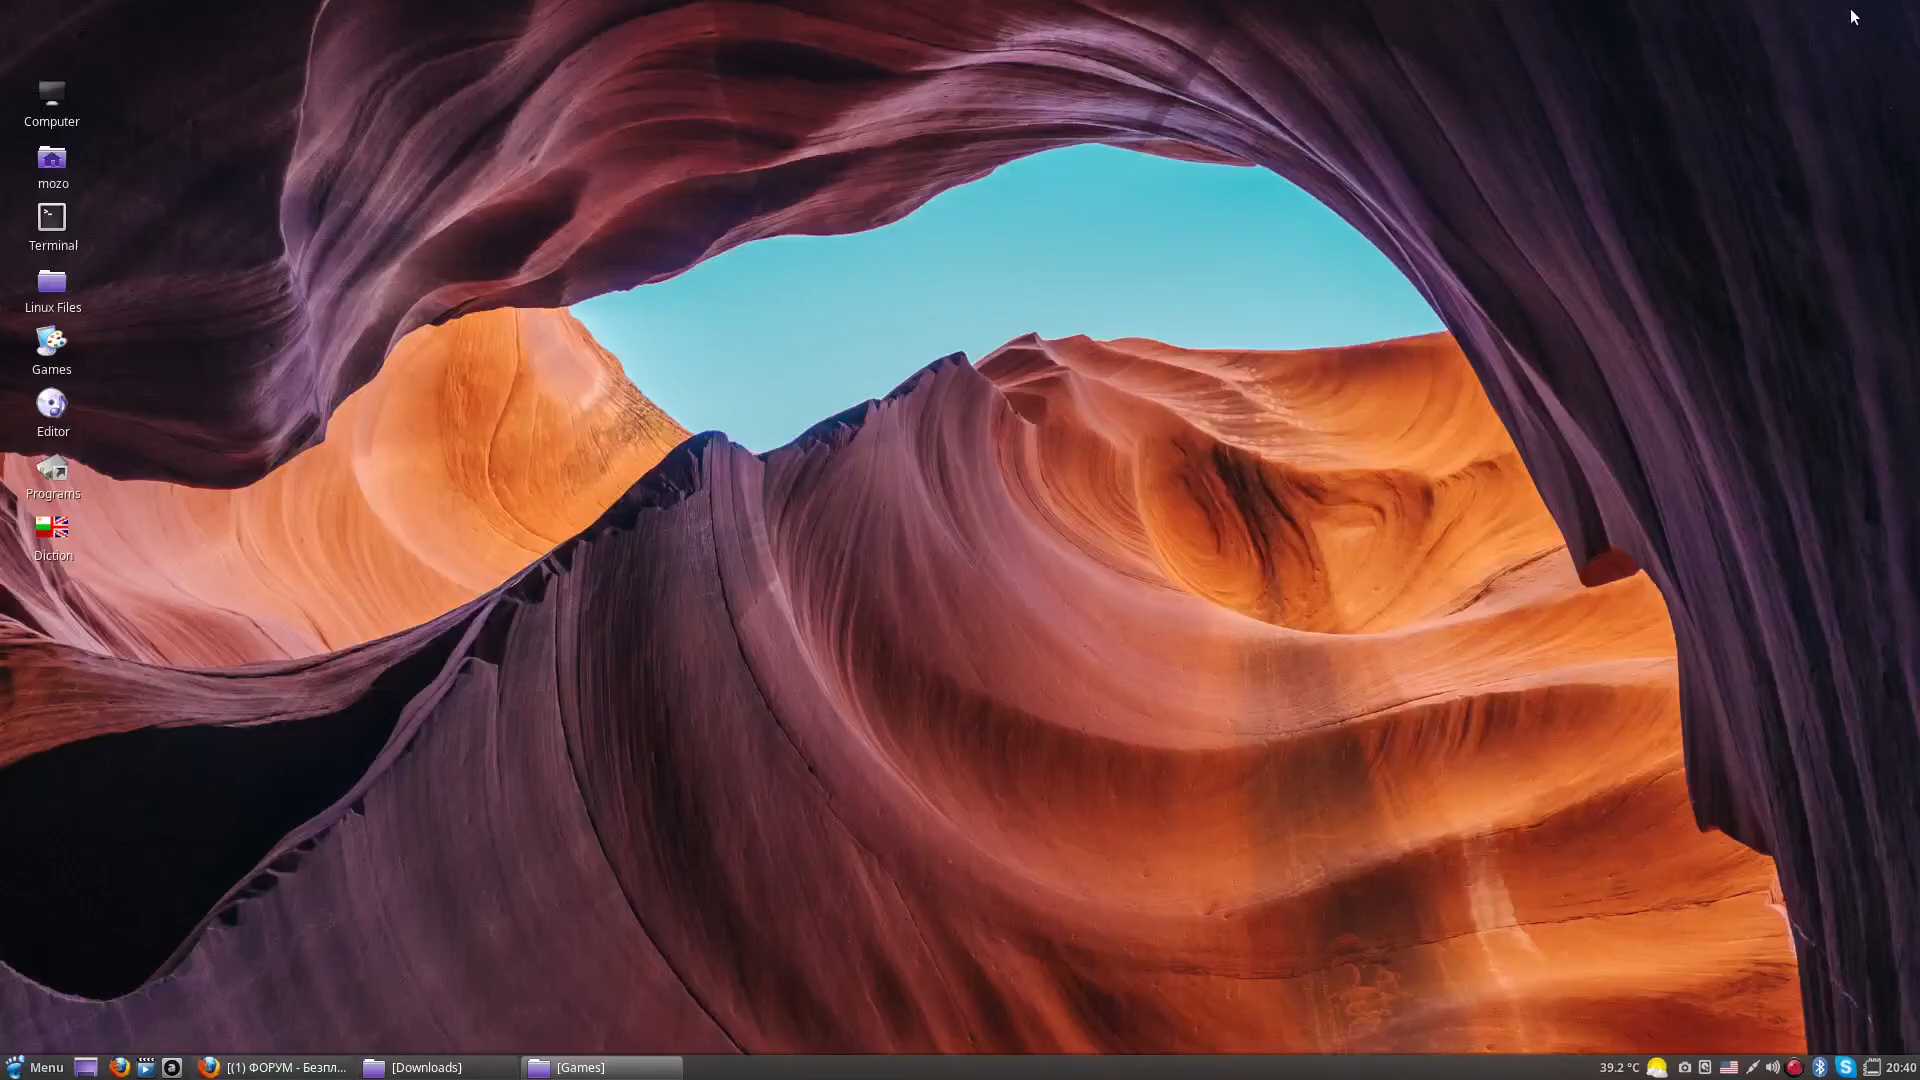 Computer
mozo
Terminal
Linux Files
Games
Editor
Programs
Diction
Menu
[(1) ФОРУМ - Безпл...
[Downloads]
[Games]
39.2 °C
20:40